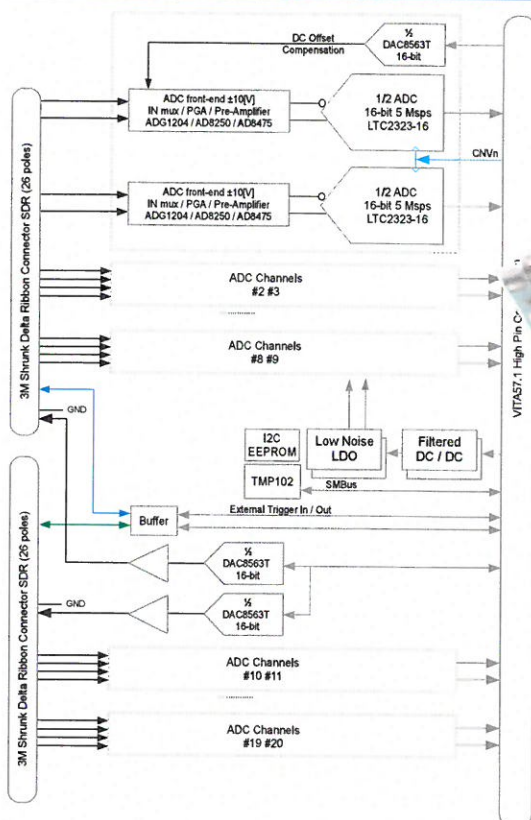 ½
DAC8563T
16-bit
DC Offset
Compensation
ADC front-end ±10[V]
IN mux / PGA / Pre-Amplifier
ADG1204 / AD8250 / AD8475
1/2 ADC
16-bit 5 Msps
LTC2323-16
CNVn
ADC front-end ±10[V]
IN mux / PGA / Pre-Amplifier
ADG1204 / AD8250 / AD8475
1/2 ADC
16-bit 5 Msps
LTC2323-16
3M Shrunk Delta Ribbon Connector SDR (26 poles)
ADC Channels
#2 #3
ADC Channels
#8 #9
VITA57.1 High Pin
GND
I2C
EEPROM
Low Noise
LDO
Filtered
DC / DC
TMP102
SMBus
External Trigger In / Out
Buffer
½
DAC8563T
16-bit
GND
½
DAC8563T
16-bit
3M Shrunk Delta Ribbon Connector SDR (26 poles)
ADC Channels
#10 #11
ADC Channels
#19 #20